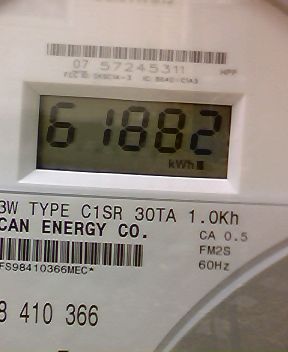 07 57245311 HPP
61882
kWh
3W TYPE C1SR 30TA 1.0Kh
CAN ENERGY CO. CA 0.5
FM2S
FS98410366MEC* 60Hz
8 410 366